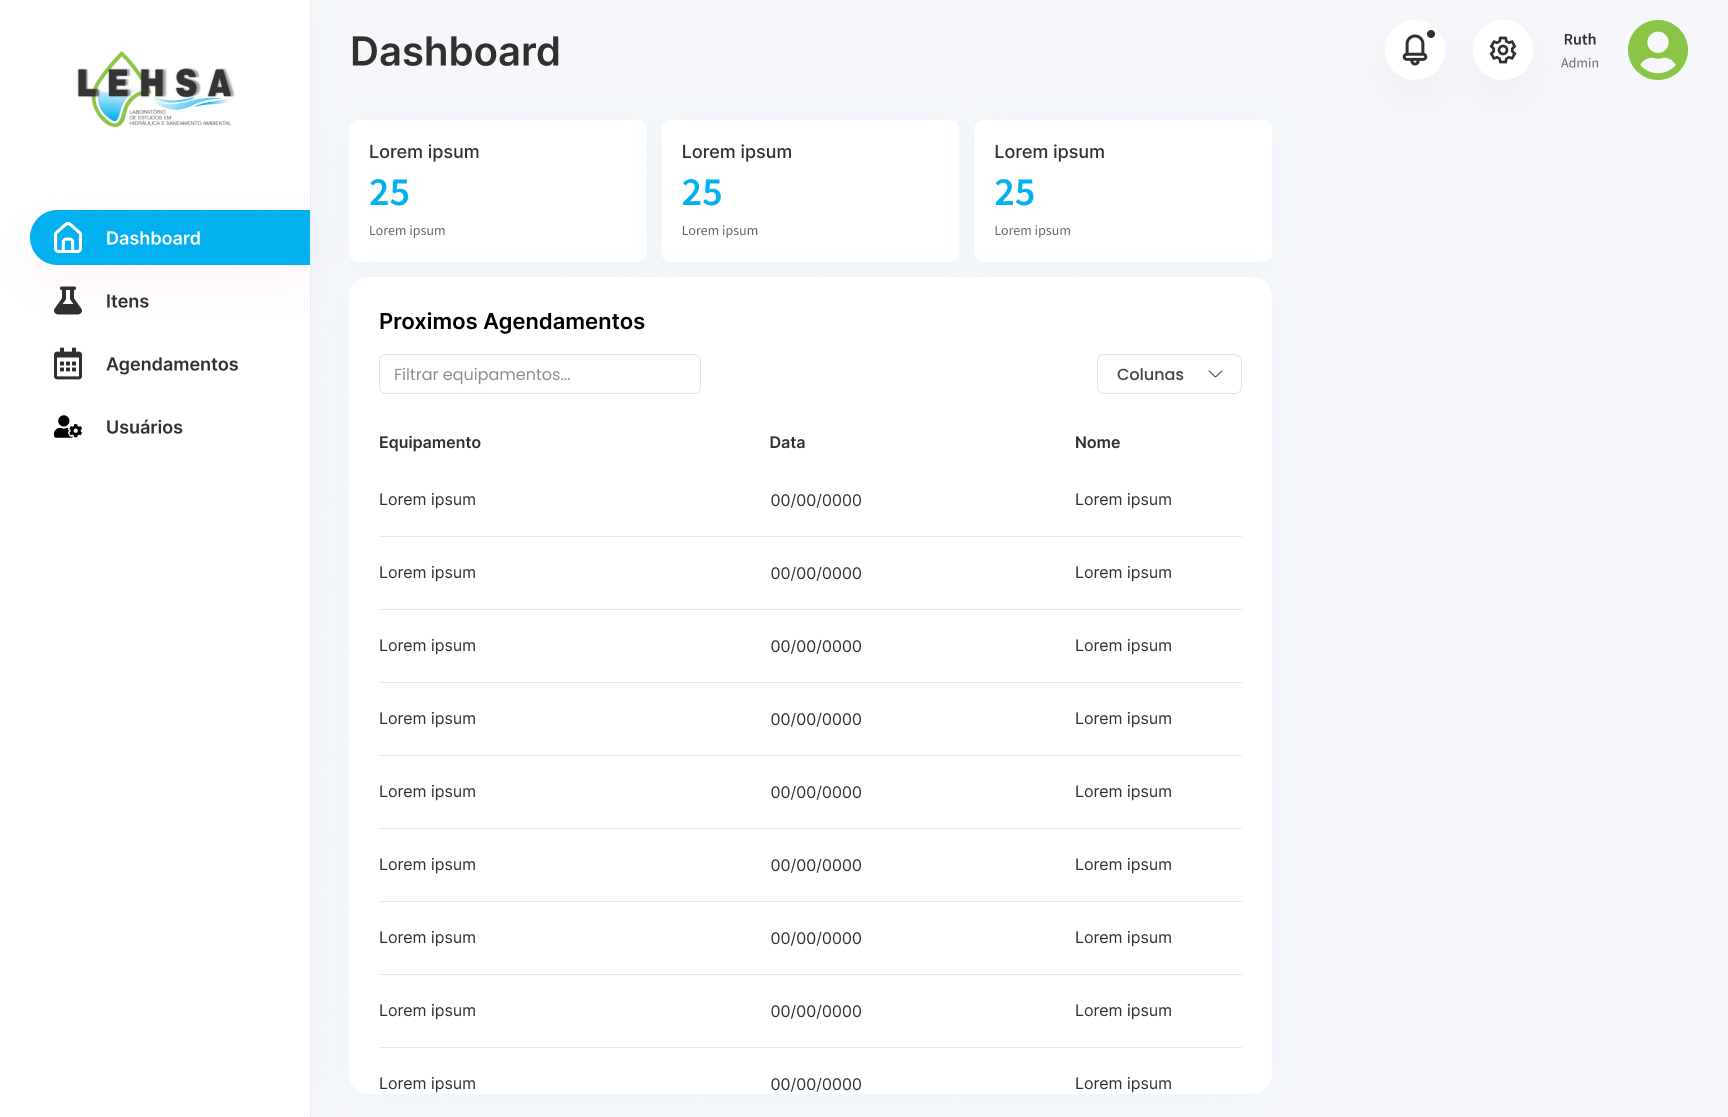 LEHSA
LABORATÓRIO
DE ESTUDOS EM
HIDRÁULICA E SANEAMENTO AMBIENTAL
Dashboard
Itens
Agendamentos
Usuários
Dashboard
Ruth
Admin
Lorem ipsum
25
Lorem ipsum
Lorem ipsum
25
Lorem ipsum
Lorem ipsum
25
Lorem ipsum
Proximos Agendamentos
Filtrar equipamentos... Colunas
Equipamento Data Nome
Lorem ipsum 00/00/0000 Lorem ipsum
Lorem ipsum 00/00/0000 Lorem ipsum
Lorem ipsum 00/00/0000 Lorem ipsum
Lorem ipsum 00/00/0000 Lorem ipsum
Lorem ipsum 00/00/0000 Lorem ipsum
Lorem ipsum 00/00/0000 Lorem ipsum
Lorem ipsum 00/00/0000 Lorem ipsum
Lorem ipsum 00/00/0000 Lorem ipsum
Lorem ipsum 00/00/0000 Lorem ipsum